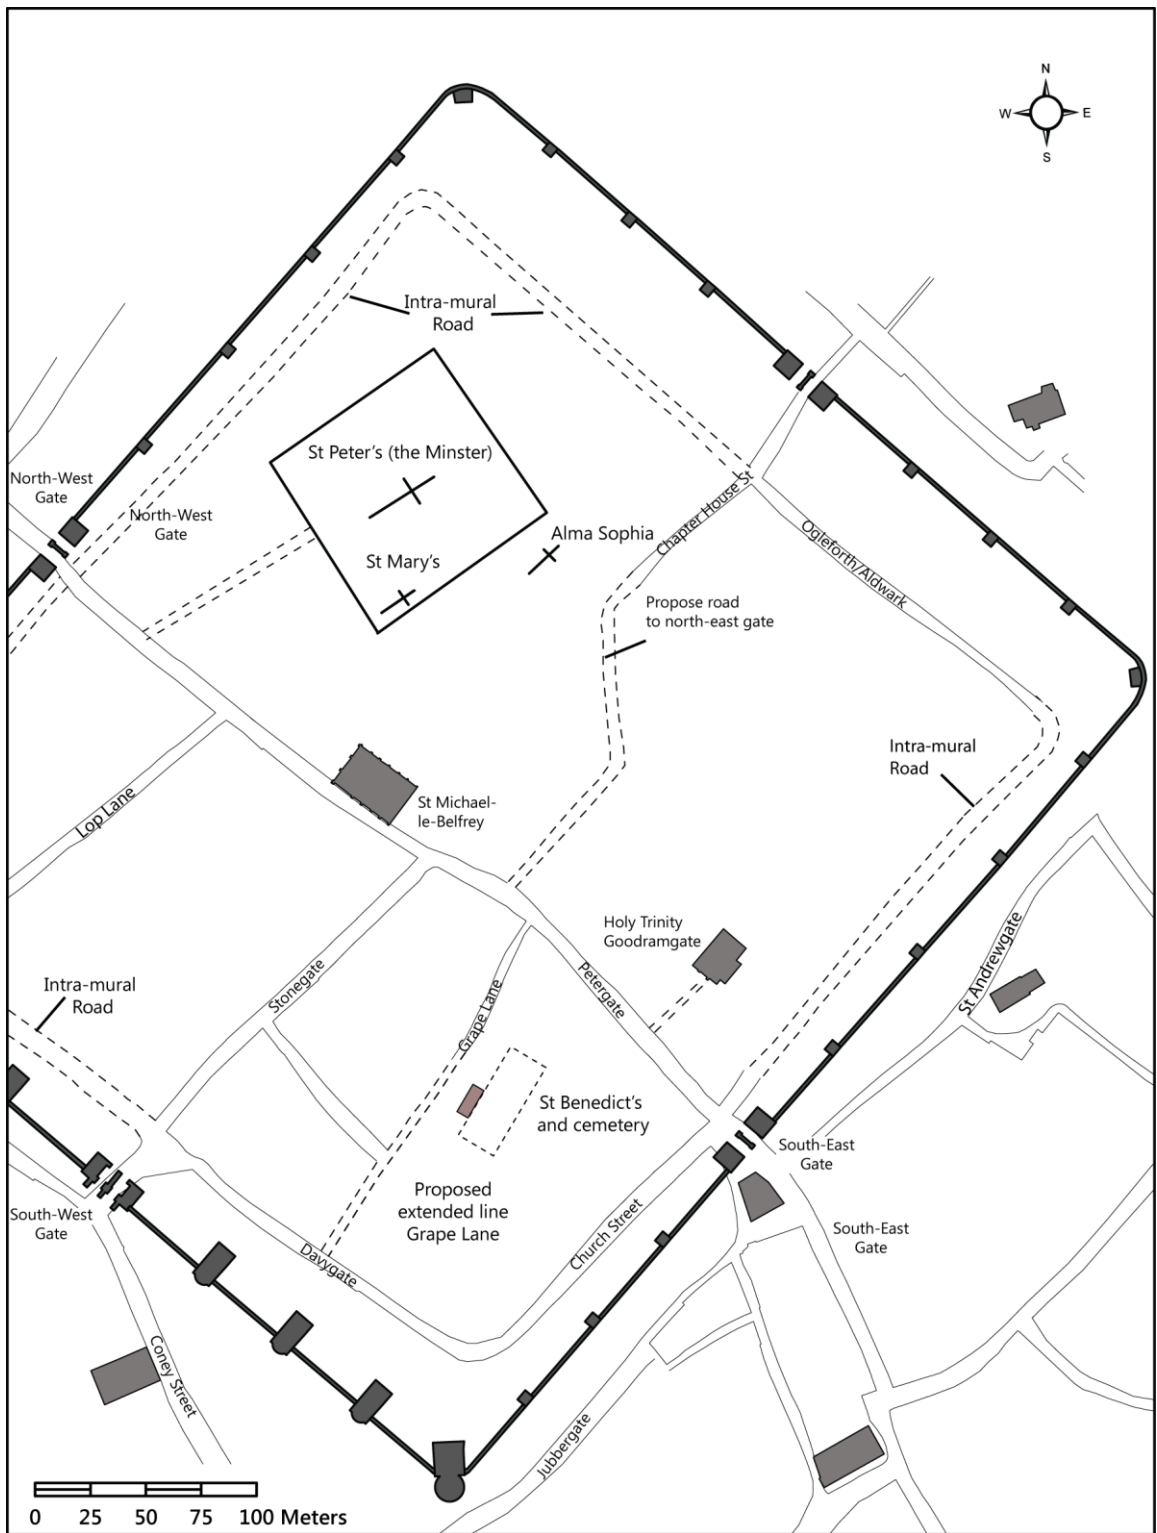 N
W
E
S
Intra-mural
Road
St Peter's (the Minster)
North-West
Gate
North-West
Gate
Chapter House St
Alma Sophia
Ogleforth/Aldwark
St Mary's
Propose road
to north-east gate
Intra-mural
Road
Lop Lane
St Michael-
le-Belfrey
Holy Trinity
Goodramgate
St Andrewgate
Intra-mural
Road
Stonegate
Petergate
Grape Lane
St Benedict's
and cemetery
South-East
Gate
Proposed
extended line
Grape Lane
South-West
Gate
Church Street
South-East
Gate
Davygate
Coney Street
Jubbergate
0 25 50 75 100 Meters